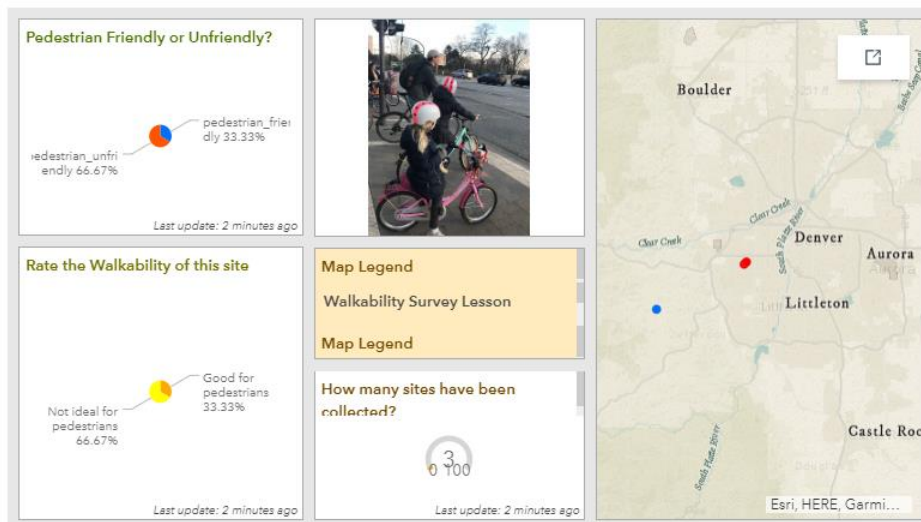 Pedestrian Friendly or Unfriendly?
pedestrian_frier
dly 33.33%
edestrian_unfri
endly 66.67%
Last update: 2 minutes ago
Rate the Walkability of this site
Good for
pedestrians
33.33%
Not ideal for
pedestrians
66.67%
Last update: 2 minutes ago
Map Legend
Walkability Survey Lesson
Map Legend
How many sites have been
collected?
3
0 100
Last update: 2 minutes ago
Boulder
Clear Creek
Clear Creek
South Platte River
Denver
Aurora
Aurora
Littleton
Castle Roc
South Platte River
Esri, HERE, Garmi...